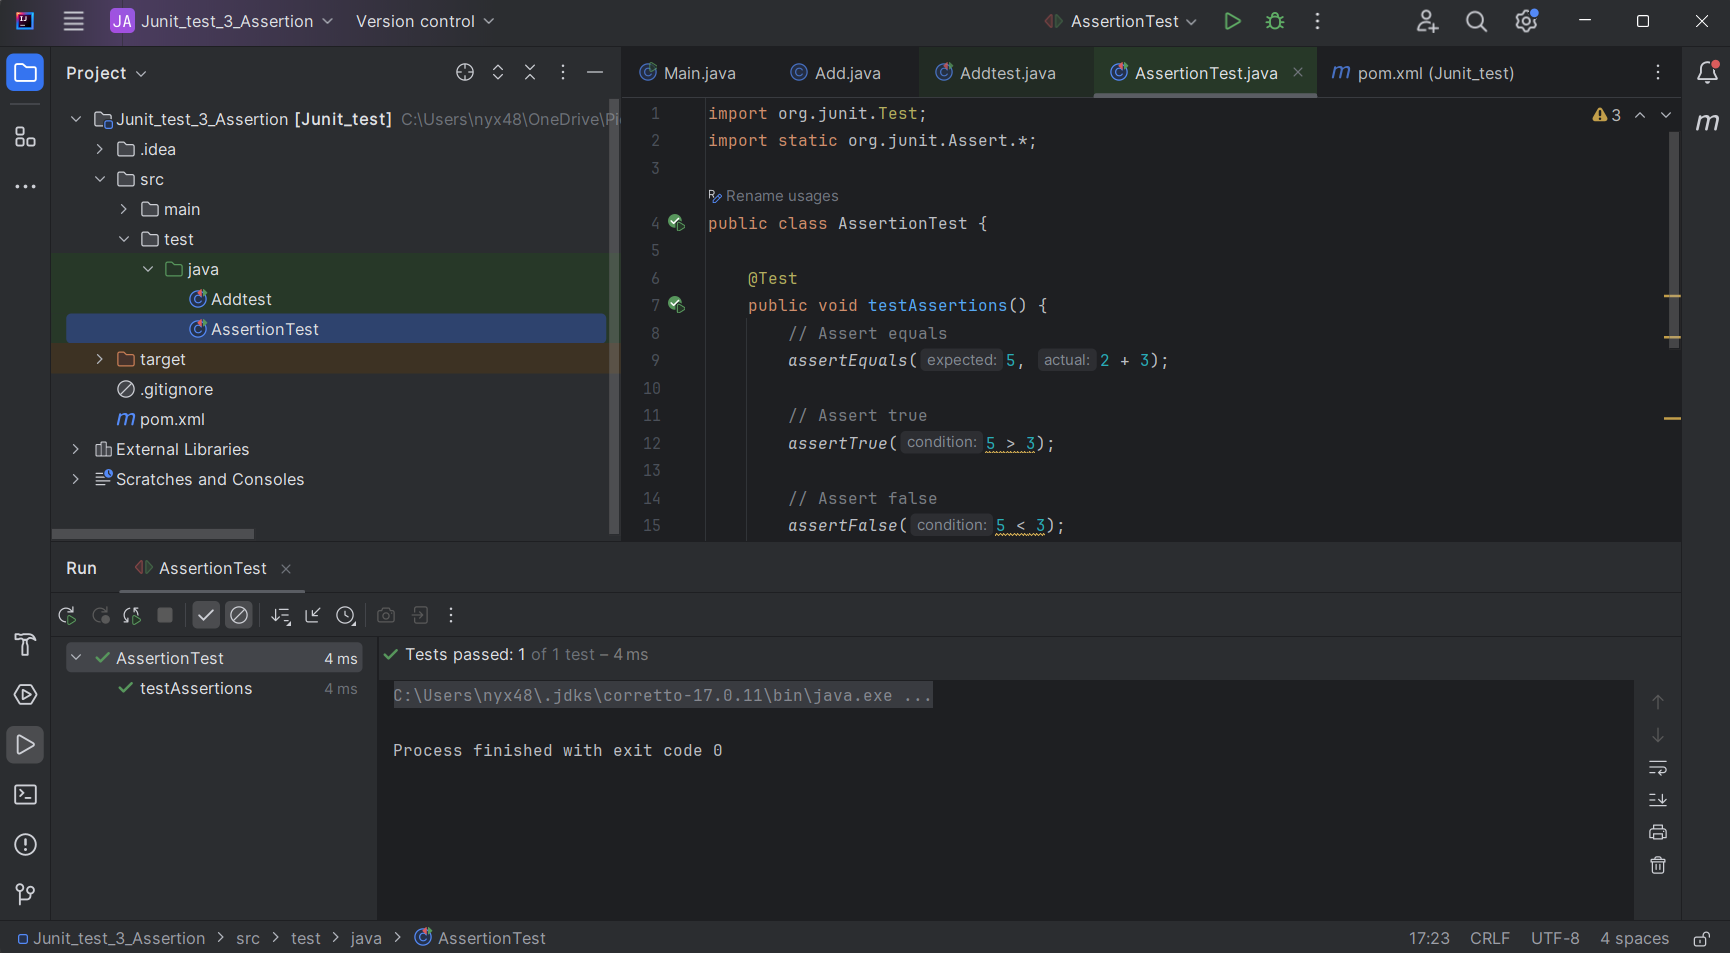 JA Junit_test_3_Assertion Version control AssertionTest
Project
Main.java Add.java Addtest.java AssertionTest.java pom.xml (Junit_test)
Junit_test_3_Assertion [Junit_test] C:\Users\nyx48\OneDrive\Pi
.idea
src
main
test
java
Addtest
AssertionTest
target
.gitignore
m pom.xml
External Libraries
Scratches and Consoles
3
1 import org.junit.Test;
2 import static org.junit.Assert.*;
3
Rename usages
4 public class AssertionTest {
5
6 @Test
7 public void testAssertions() {
8 // Assert equals
9 assertEquals( expected: 5, actual: 2 + 3);
10
11 // Assert true
12 assertTrue( condition: 5 > 3);
13
14 // Assert false
15 assertFalse( condition: 5 < 3);
Run AssertionTest
AssertionTest 4 ms
testAssertions 4 ms
Tests passed: 1 of 1 test – 4 ms
C:\Users\nyx48\.jdks\corretto-17.0.11\bin\java.exe ...
Process finished with exit code 0
Junit_test_3_Assertion > src > test > java > AssertionTest
17:23 CRLF UTF-8 4 spaces